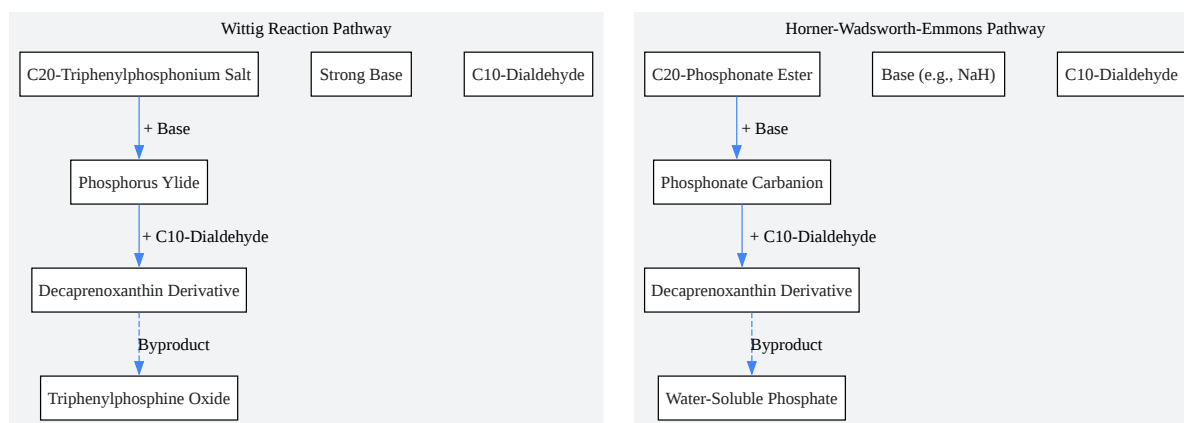 Wittig Reaction Pathway
C20-Triphenylphosphonium Salt
Strong Base
C10-Dialdehyde
+ Base
Phosphorus Ylide
+ C10-Dialdehyde
Decaprenoxanthin Derivative
Byproduct
Triphenylphosphine Oxide
Horner-Wadsworth-Emmons Pathway
C20-Phosphonate Ester
Base (e.g., NaH)
C10-Dialdehyde
+ Base
Phosphonate Carbanion
+ C10-Dialdehyde
Decaprenoxanthin Derivative
Byproduct
Water-Soluble Phosphate